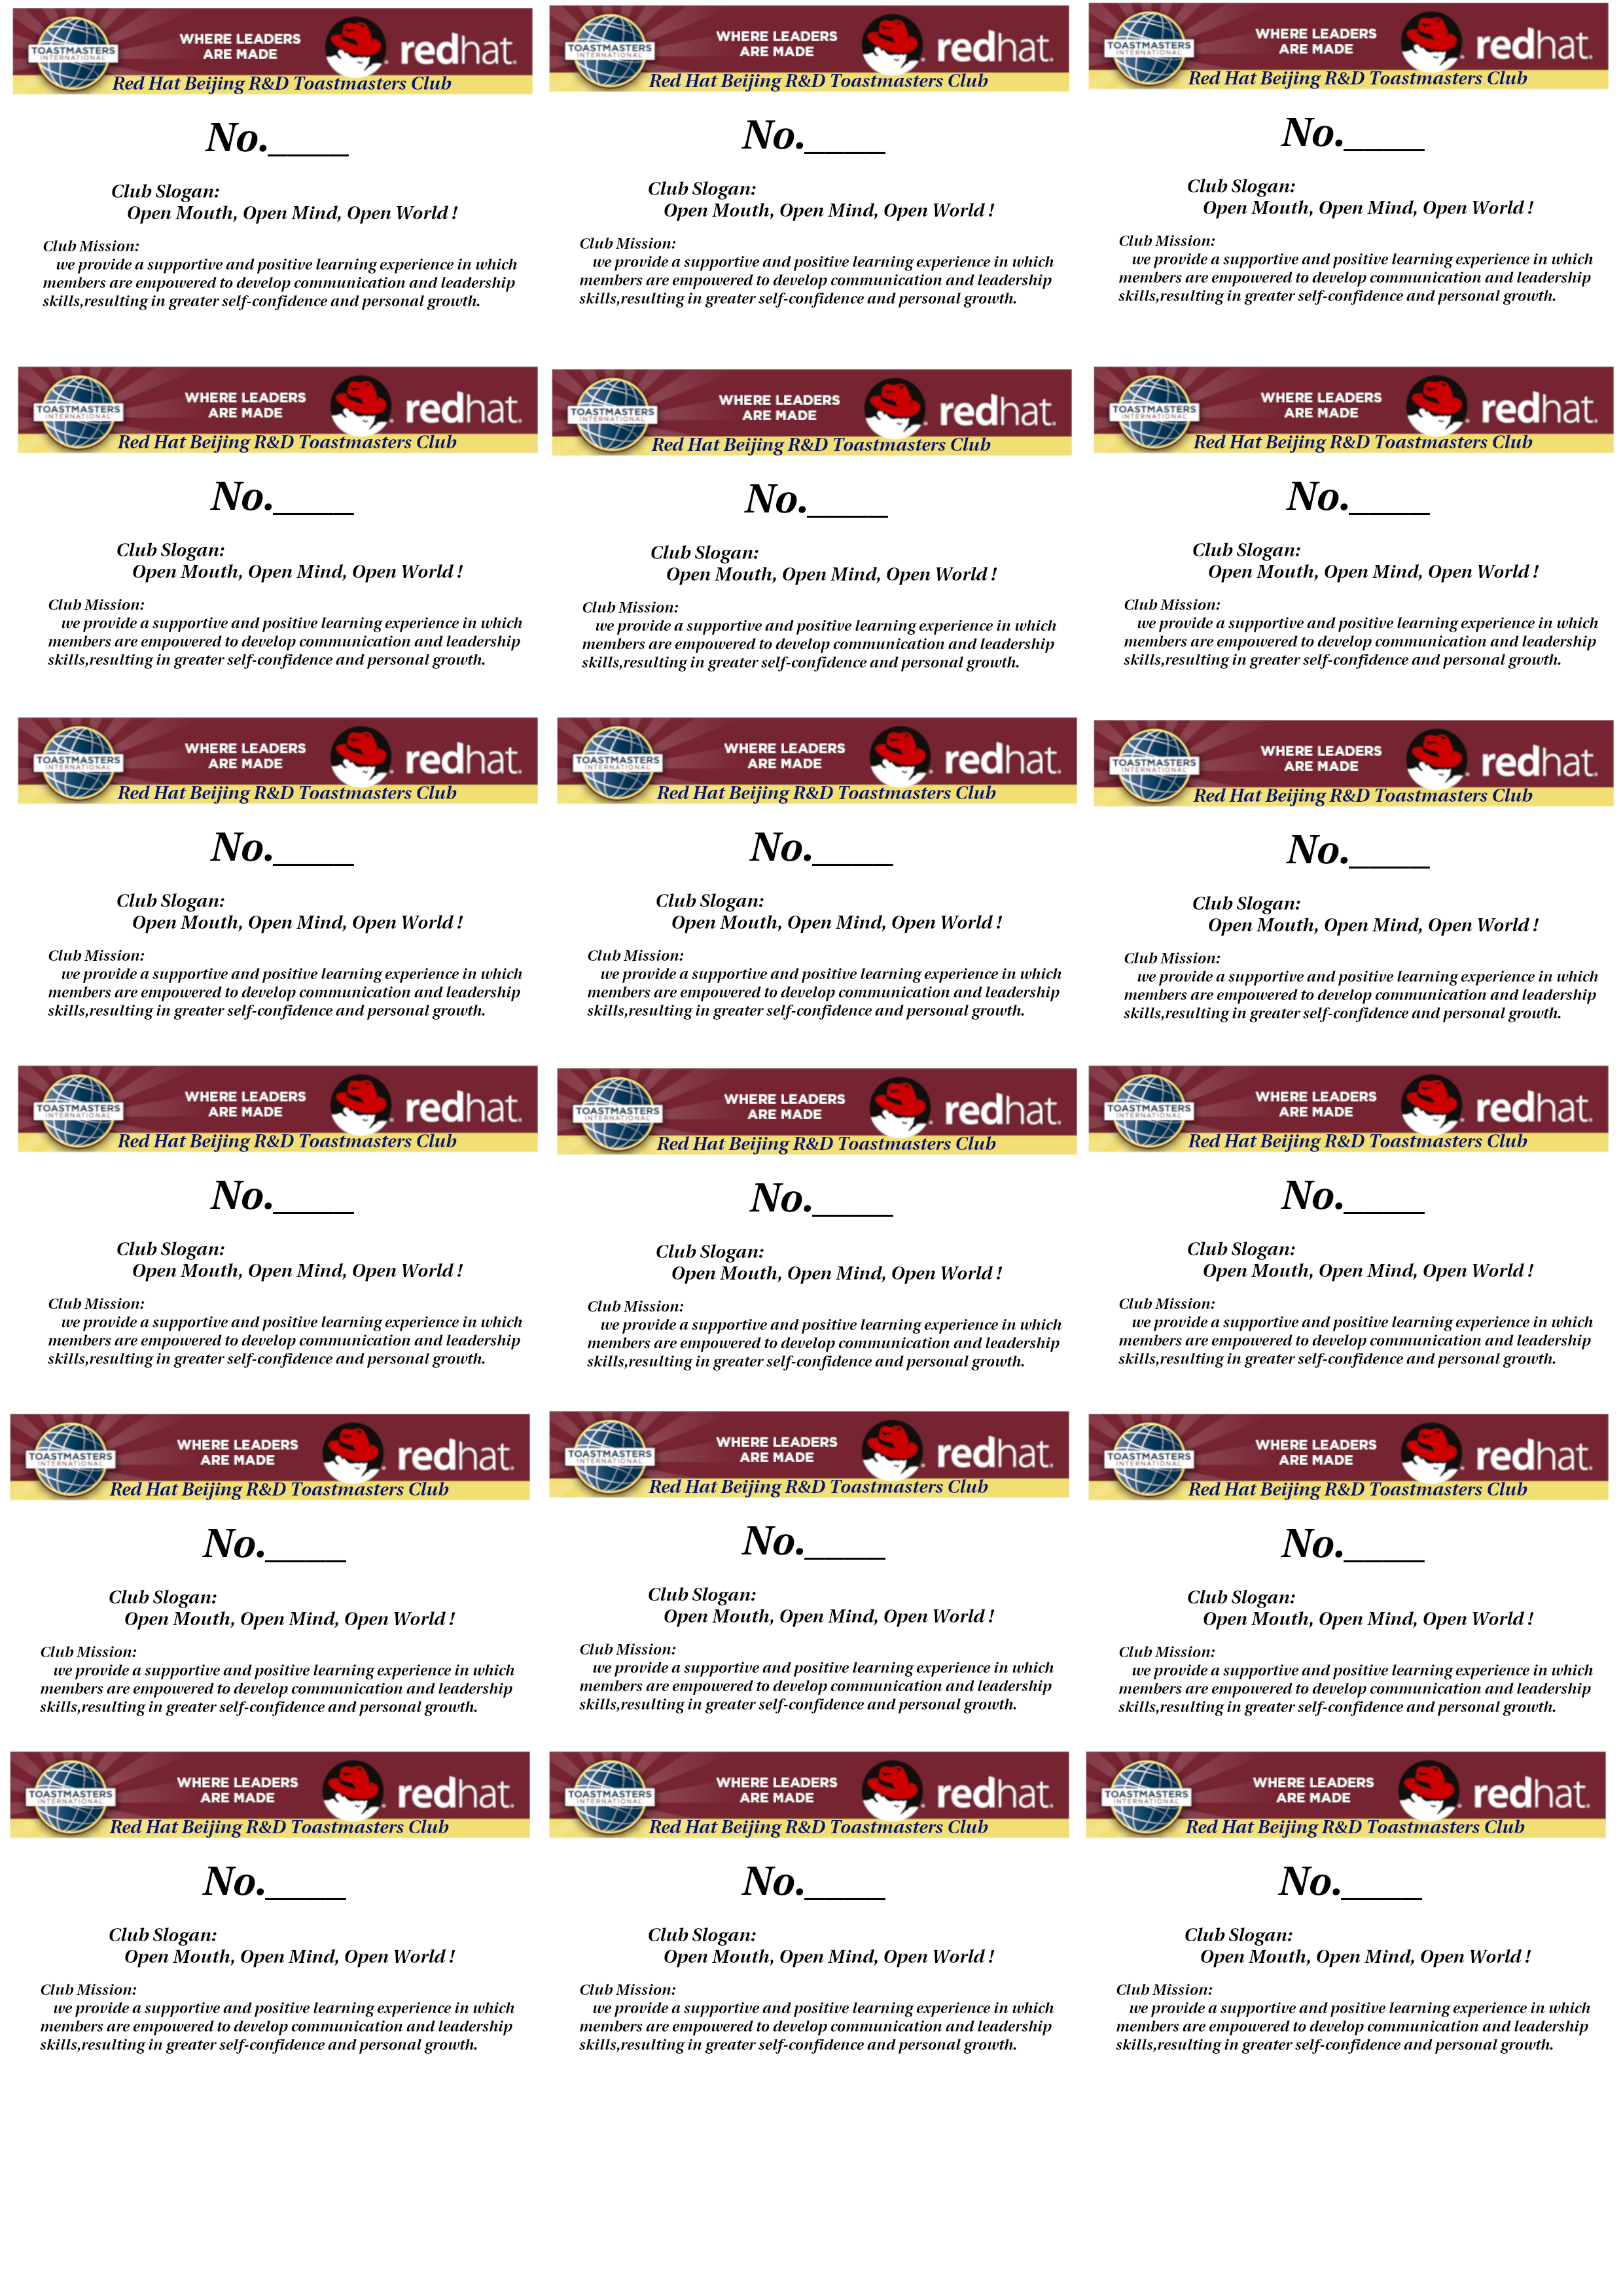 WHERE LEADERS
ARE MADE
TOASTMASTERS
INTERNATIONAL
redhat.
Red Hat Beijing R&D Toastmasters Club
No.____
Club Slogan:
Open Mouth, Open Mind, Open World !
Club Mission:
we provide a supportive and positive learning experience in which
members are empowered to develop communication and leadership
skills,resulting in greater self-confidence and personal growth.
WHERE LEADERS
ARE MADE
TOASTMASTERS
INTERNATIONAL
redhat.
Red Hat Beijing R&D Toastmasters Club
No.____
Club Slogan:
Open Mouth, Open Mind, Open World !
Club Mission:
we provide a supportive and positive learning experience in which
members are empowered to develop communication and leadership
skills,resulting in greater self-confidence and personal growth.
WHERE LEADERS
ARE MADE
TOASTMASTERS
INTERNATIONAL
redhat.
Red Hat Beijing R&D Toastmasters Club
No.____
Club Slogan:
Open Mouth, Open Mind, Open World !
Club Mission:
we provide a supportive and positive learning experience in which
members are empowered to develop communication and leadership
skills,resulting in greater self-confidence and personal growth.
WHERE LEADERS
ARE MADE
TOASTMASTERS
INTERNATIONAL
redhat.
Red Hat Beijing R&D Toastmasters Club
No.____
Club Slogan:
Open Mouth, Open Mind, Open World !
Club Mission:
we provide a supportive and positive learning experience in which
members are empowered to develop communication and leadership
skills,resulting in greater self-confidence and personal growth.
WHERE LEADERS
ARE MADE
TOASTMASTERS
INTERNATIONAL
redhat.
Red Hat Beijing R&D Toastmasters Club
No.____
Club Slogan:
Open Mouth, Open Mind, Open World !
Club Mission:
we provide a supportive and positive learning experience in which
members are empowered to develop communication and leadership
skills,resulting in greater self-confidence and personal growth.
WHERE LEADERS
ARE MADE
TOASTMASTERS
INTERNATIONAL
redhat.
Red Hat Beijing R&D Toastmasters Club
No.____
Club Slogan:
Open Mouth, Open Mind, Open World !
Club Mission:
we provide a supportive and positive learning experience in which
members are empowered to develop communication and leadership
skills,resulting in greater self-confidence and personal growth.
WHERE LEADERS
ARE MADE
TOASTMASTERS
INTERNATIONAL
redhat.
Red Hat Beijing R&D Toastmasters Club
No.____
Club Slogan:
Open Mouth, Open Mind, Open World !
Club Mission:
we provide a supportive and positive learning experience in which
members are empowered to develop communication and leadership
skills,resulting in greater self-confidence and personal growth.
WHERE LEADERS
ARE MADE
TOASTMASTERS
INTERNATIONAL
redhat.
Red Hat Beijing R&D Toastmasters Club
No.____
Club Slogan:
Open Mouth, Open Mind, Open World !
Club Mission:
we provide a supportive and positive learning experience in which
members are empowered to develop communication and leadership
skills,resulting in greater self-confidence and personal growth.
WHERE LEADERS
ARE MADE
TOASTMASTERS
INTERNATIONAL
redhat.
Red Hat Beijing R&D Toastmasters Club
No.____
Club Slogan:
Open Mouth, Open Mind, Open World !
Club Mission:
we provide a supportive and positive learning experience in which
members are empowered to develop communication and leadership
skills,resulting in greater self-confidence and personal growth.
WHERE LEADERS
ARE MADE
TOASTMASTERS
INTERNATIONAL
redhat.
Red Hat Beijing R&D Toastmasters Club
No.____
Club Slogan:
Open Mouth, Open Mind, Open World !
Club Mission:
we provide a supportive and positive learning experience in which
members are empowered to develop communication and leadership
skills,resulting in greater self-confidence and personal growth.
WHERE LEADERS
ARE MADE
TOASTMASTERS
INTERNATIONAL
redhat.
Red Hat Beijing R&D Toastmasters Club
No.____
Club Slogan:
Open Mouth, Open Mind, Open World !
Club Mission:
we provide a supportive and positive learning experience in which
members are empowered to develop communication and leadership
skills,resulting in greater self-confidence and personal growth.
WHERE LEADERS
ARE MADE
TOASTMASTERS
INTERNATIONAL
redhat.
Red Hat Beijing R&D Toastmasters Club
No.____
Club Slogan:
Open Mouth, Open Mind, Open World !
Club Mission:
we provide a supportive and positive learning experience in which
members are empowered to develop communication and leadership
skills,resulting in greater self-confidence and personal growth.
WHERE LEADERS
ARE MADE
TOASTMASTERS
INTERNATIONAL
redhat.
Red Hat Beijing R&D Toastmasters Club
No.____
Club Slogan:
Open Mouth, Open Mind, Open World !
Club Mission:
we provide a supportive and positive learning experience in which
members are empowered to develop communication and leadership
skills,resulting in greater self-confidence and personal growth.
WHERE LEADERS
ARE MADE
TOASTMASTERS
INTERNATIONAL
redhat.
Red Hat Beijing R&D Toastmasters Club
No.____
Club Slogan:
Open Mouth, Open Mind, Open World !
Club Mission:
we provide a supportive and positive learning experience in which
members are empowered to develop communication and leadership
skills,resulting in greater self-confidence and personal growth.
WHERE LEADERS
ARE MADE
TOASTMASTERS
INTERNATIONAL
redhat.
Red Hat Beijing R&D Toastmasters Club
No.____
Club Slogan:
Open Mouth, Open Mind, Open World !
Club Mission:
we provide a supportive and positive learning experience in which
members are empowered to develop communication and leadership
skills,resulting in greater self-confidence and personal growth.
WHERE LEADERS
ARE MADE
TOASTMASTERS
INTERNATIONAL
redhat.
Red Hat Beijing R&D Toastmasters Club
No.____
Club Slogan:
Open Mouth, Open Mind, Open World !
Club Mission:
we provide a supportive and positive learning experience in which
members are empowered to develop communication and leadership
skills,resulting in greater self-confidence and personal growth.
WHERE LEADERS
ARE MADE
TOASTMASTERS
INTERNATIONAL
redhat.
Red Hat Beijing R&D Toastmasters Club
No.____
Club Slogan:
Open Mouth, Open Mind, Open World !
Club Mission:
we provide a supportive and positive learning experience in which
members are empowered to develop communication and leadership
skills,resulting in greater self-confidence and personal growth.
WHERE LEADERS
ARE MADE
TOASTMASTERS
INTERNATIONAL
redhat.
Red Hat Beijing R&D Toastmasters Club
No.____
Club Slogan:
Open Mouth, Open Mind, Open World !
Club Mission:
we provide a supportive and positive learning experience in which
members are empowered to develop communication and leadership
skills,resulting in greater self-confidence and personal growth.